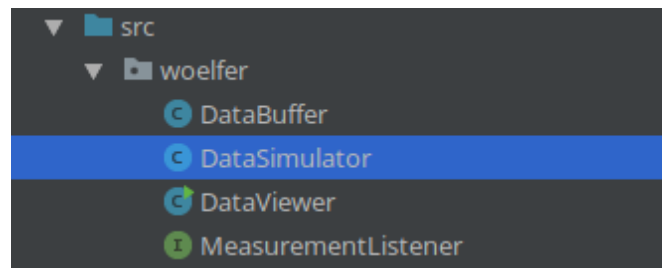 src
woelfer
C DataBuffer
C DataSimulator
C DataViewer
I MeasurementListener